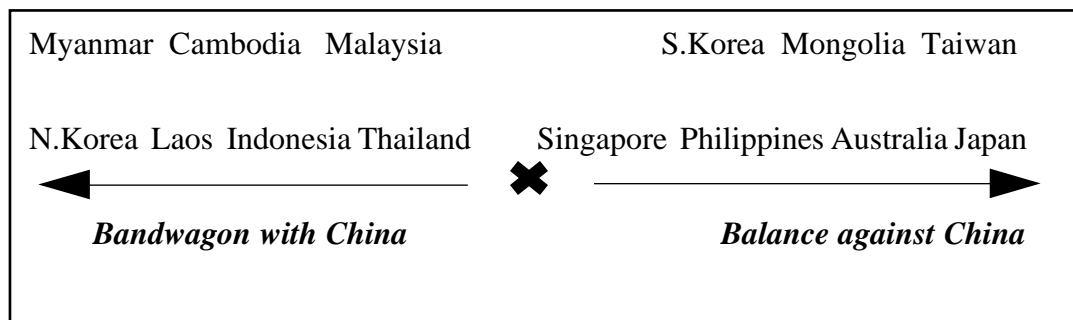 Myanmar Cambodia Malaysia S.Korea Mongolia Taiwan
N.Korea Laos Indonesia Thailand Singapore Philippines Australia Japan
Bandwagon with China Balance against China